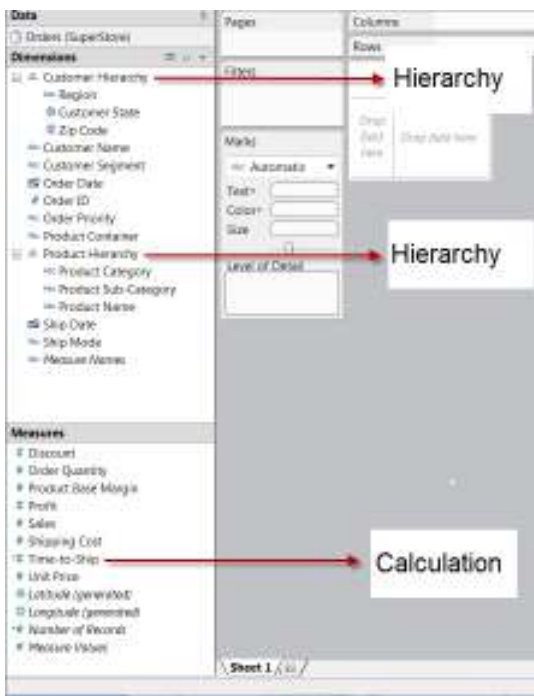 Data
Orders (SuperStore)
Dimensions
Customer Hierarchy
Region
Customer State
Zip Code
Customer Name
Customer Segment
Order Date
Order ID
Order Priority
Product Container
Product Hierarchy
Product Category
Product Sub-Category
Product Name
Ship Date
Ship Mode
Measure Names
Measures
Discount
Order Quantity
Product Base Margin
Profit
Sales
Shipping Cost
Time-to-Ship
Unit Price
Latitude (generated)
Longitude (generated)
Number of Records
Measure Values
Pages
Filters
Marks
Abc Automatic
Text
Color
Size
Level of Detail
Columns
Rows
Drop
field
here
Drop field here
Hierarchy
Hierarchy
Calculation
Sheet 1